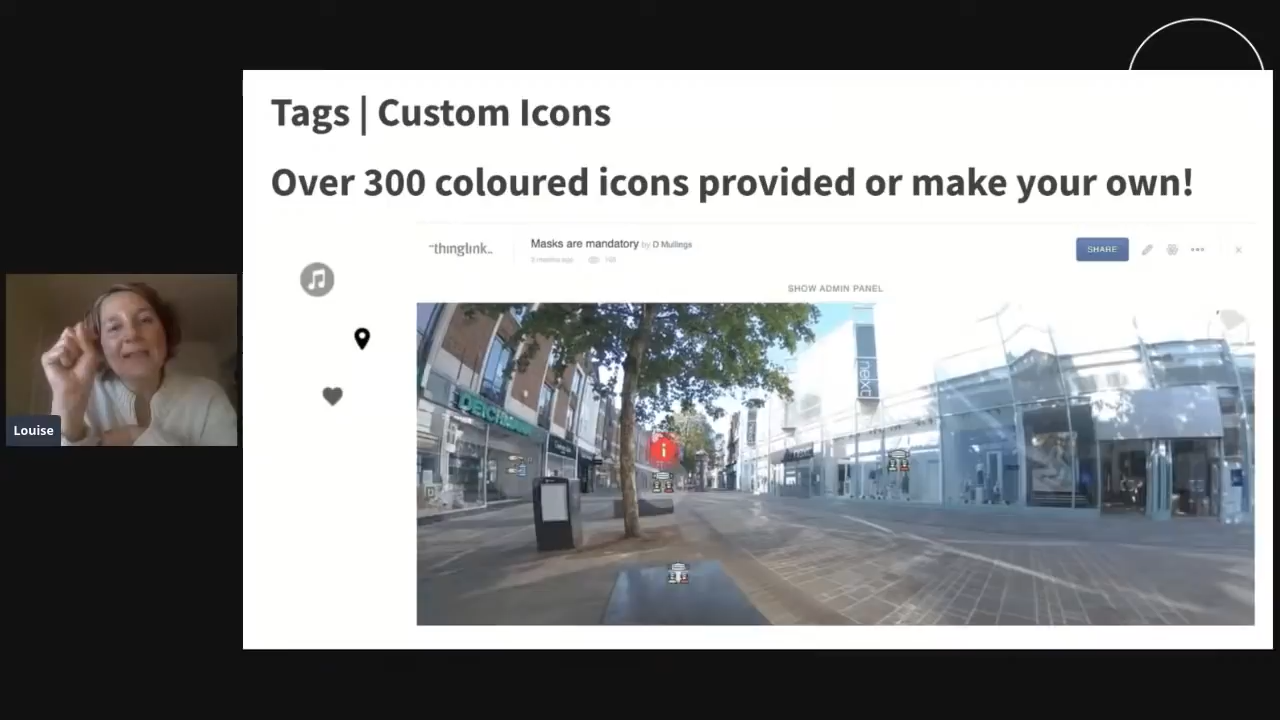 Tags | Custom Icons
Over 300 coloured icons provided or make your own!
thinglink..
Masks are mandatory by D Mullings
SHARE
SHOW ADMIN PANEL
DEICHMANN
next
i
Louise